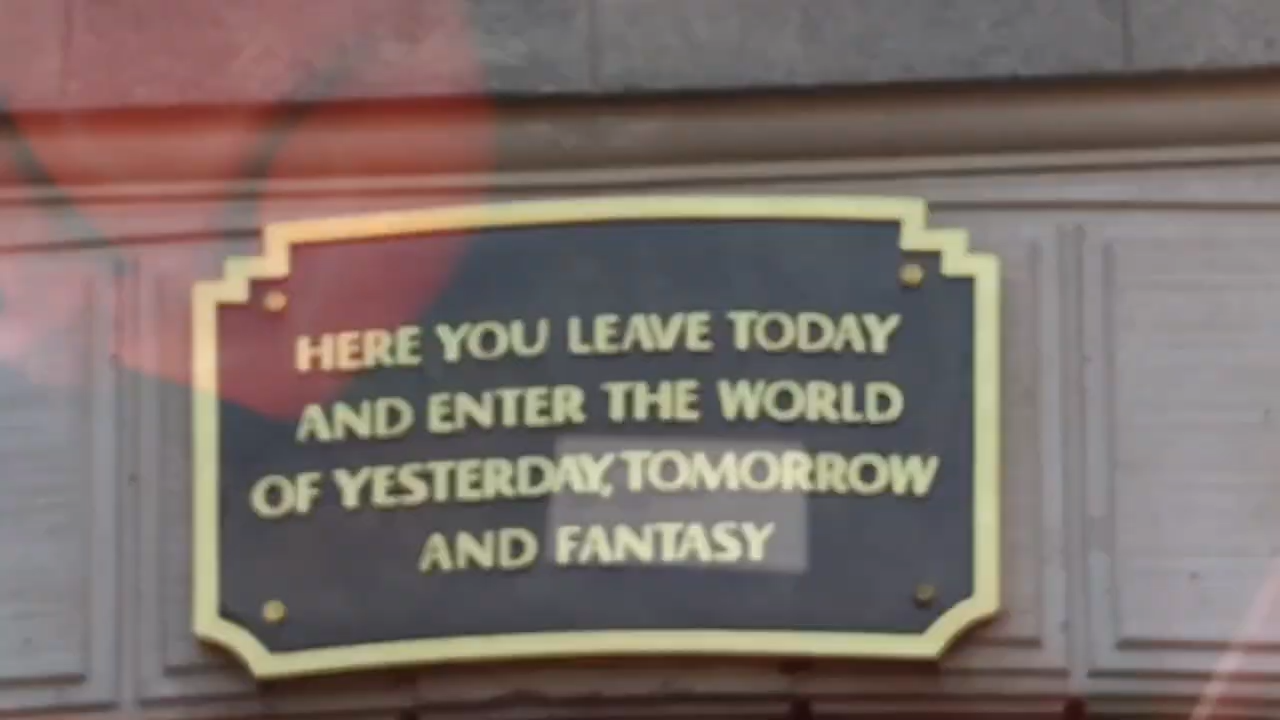 HERE YOU LEAVE TODAY
AND ENTER THE WORLD
OF YESTERDAY, TOMORROW
AND FANTASY